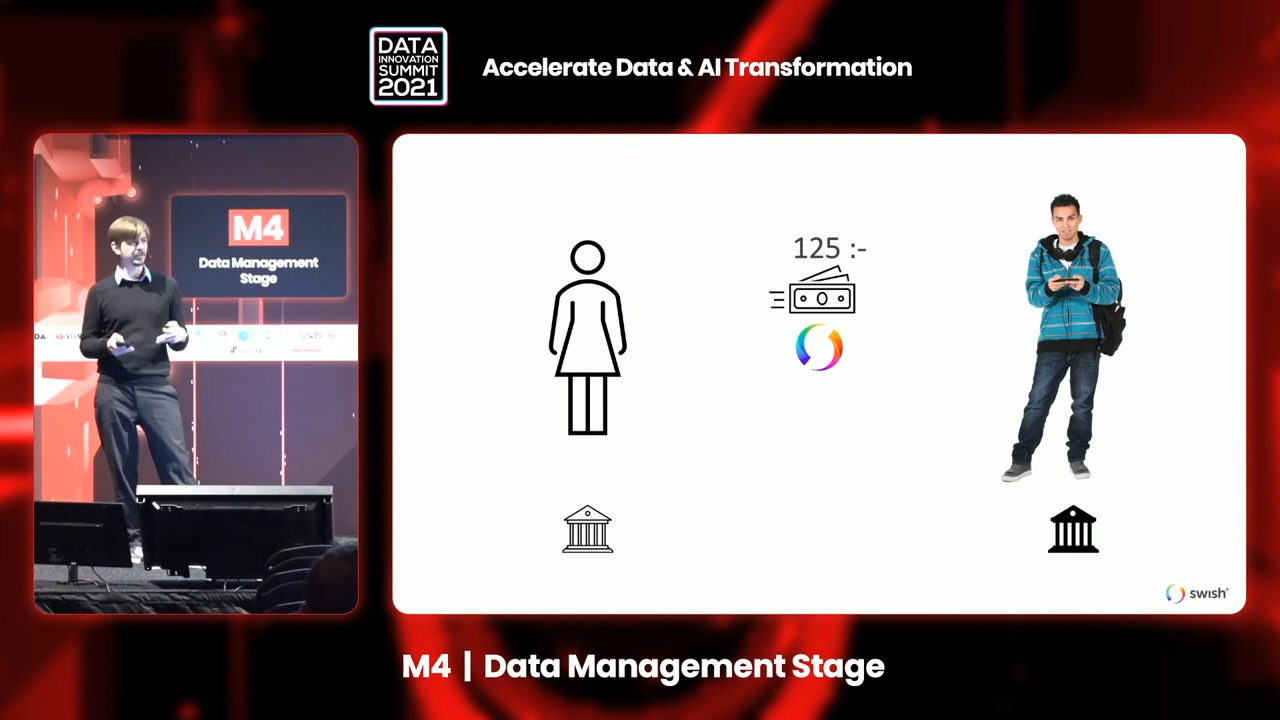 DATA
INNOVATION
SUMMIT
2021
Accelerate Data & AI Transformation
M4
Data Management
Stage
125 :-
swish
M4 | Data Management Stage